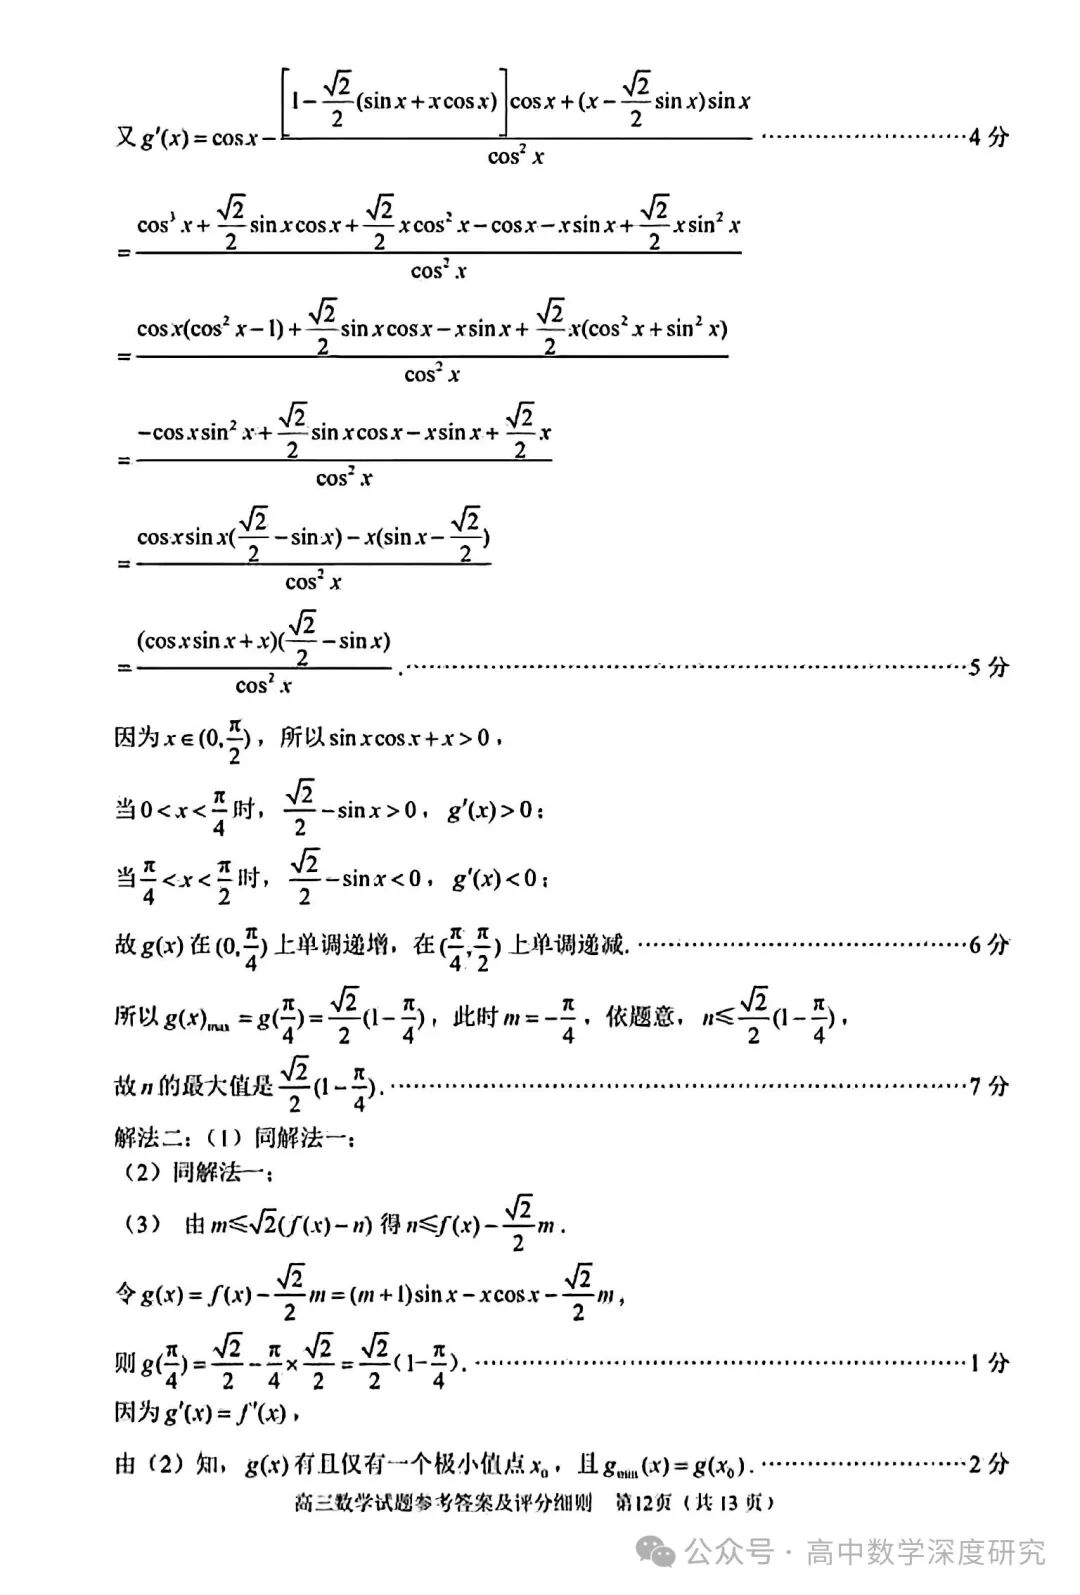 又 g′(x) = cos x − {[1 − √2/2 (sin x + x cos x)] cos x + (x − √2/2 sin x) sin x} / cos² x ……………………4 分
= (cos³ x + √2/2 sin x cos x + √2/2 x cos² x − cos x − x sin x + √2/2 x sin² x) / cos² x
= (cos x(cos² x − 1) + √2/2 sin x cos x − x sin x + √2/2 x(cos² x + sin² x)) / cos² x
= (−cos x sin² x + √2/2 sin x cos x − x sin x + √2/2 x) / cos² x
= (cos x sin x(√2/2 − sin x) − x(sin x − √2/2)) / cos² x
= (cos x sin x + x)(√2/2 − sin x) / cos² x .……………………5 分
因为 x ∈ (0, π/2)，所以 sin x cos x + x > 0，
当 0 < x < π/4 时，√2/2 − sin x > 0，g′(x) > 0；
当 π/4 < x < π/2 时，√2/2 − sin x < 0，g′(x) < 0；
故 g(x) 在 (0, π/4) 上单调递增，在 (π/4, π/2) 上单调递减.……………………6 分
所以 g(x)max = g(π/4) = √2/2 (1 − π/4)，此时 m = −π/4，依题意，n ≤ √2/2 (1 − π/4)，
故 n 的最大值是 √2/2 (1 − π/4).……………………7 分
解法二：（1）同解法一；
（2）同解法一；
（3） 由 m ≤ √2(f(x) − n) 得 n ≤ f(x) − √2/2 m .
令 g(x) = f(x) − √2/2 m = (m + 1)sin x − x cos x − √2/2 m，
则 g(π/4) = √2/2 − π/4 × √2/2 = √2/2 (1 − π/4).……………………1 分
因为 g′(x) = f′(x)，
由（2）知，g(x) 有且仅有一个极小值点 x₀，且 gmin(x) = g(x₀).……………………2 分
高三数学试题参考答案及评分细则 第12页（共 13 页）
公众号 · 高中数学深度研究